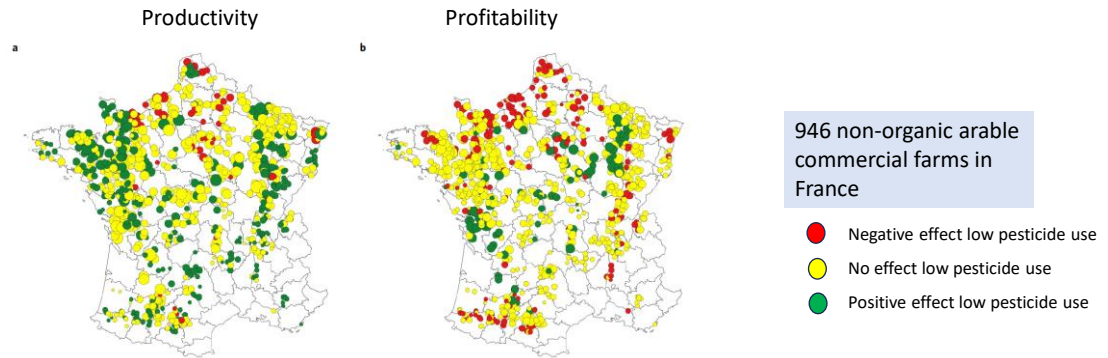 Productivity
Profitability
a
b
946 non-organic arable
commercial farms in
France
Negative effect low pesticide use
No effect low pesticide use
Positive effect low pesticide use